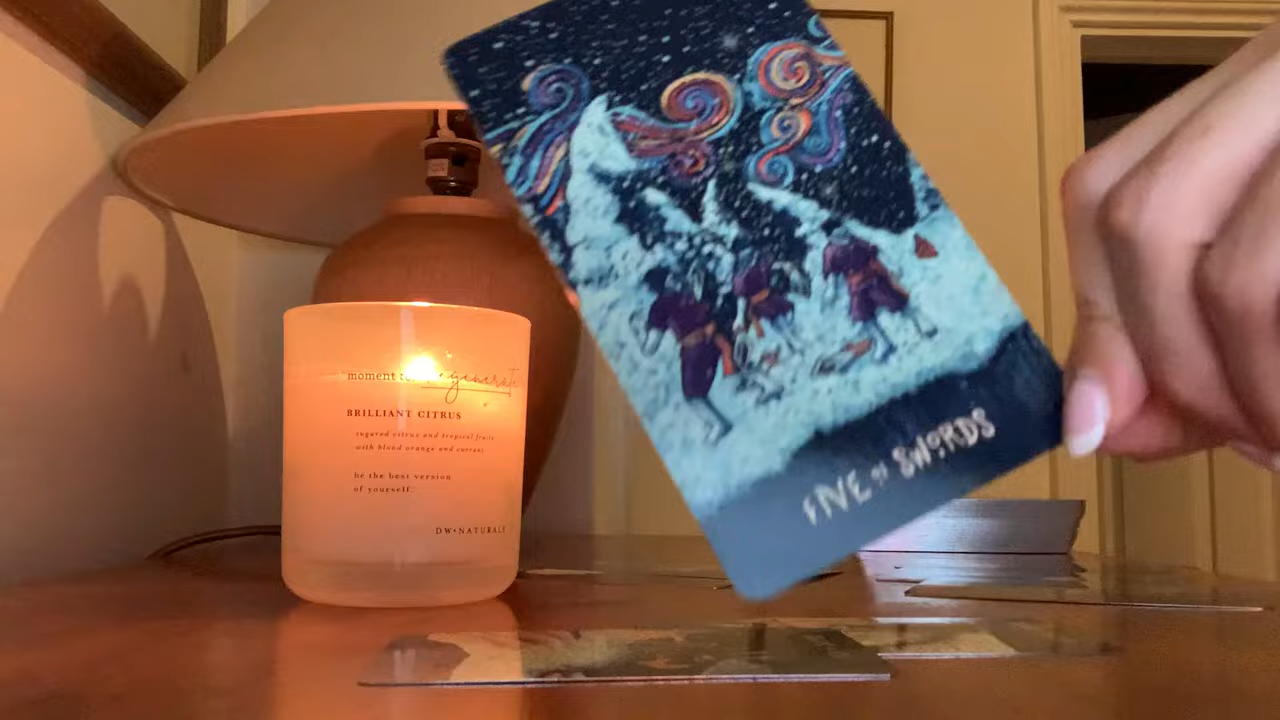 "moment to regenerate
BRILLIANT CITRUS
sugared citrus and tropical fruits
with blood orange and currant
be the best version
of yourself."
DW•NATURALS
FIVE OF SWORDS